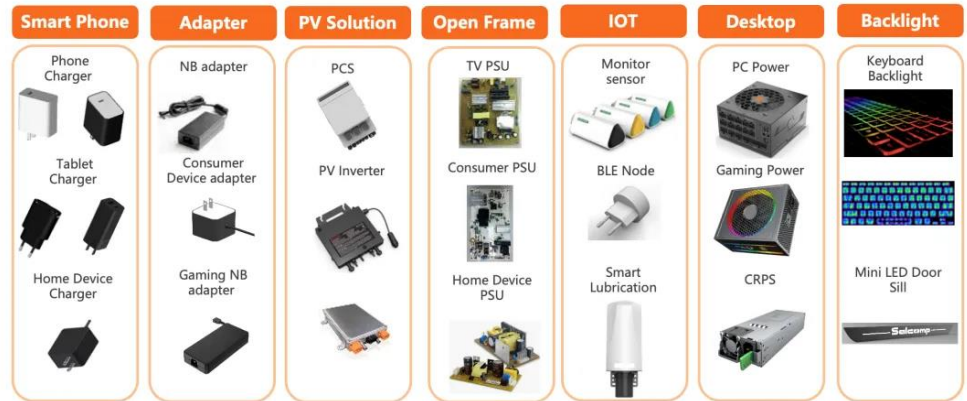 Smart Phone
Adapter
PV Solution
Open Frame
IOT
Desktop
Backlight
Phone
Charger
Tablet
Charger
Home Device
Charger
NB adapter
Consumer
Device adapter
Gaming NB
adapter
PCS
PV Inverter
TV PSU
Consumer PSU
Home Device
PSU
Monitor
sensor
BLE Node
Smart
Lubrication
PC Power
Gaming Power
CRPS
Keyboard
Backlight
Mini LED Door
Sill
Salcomp